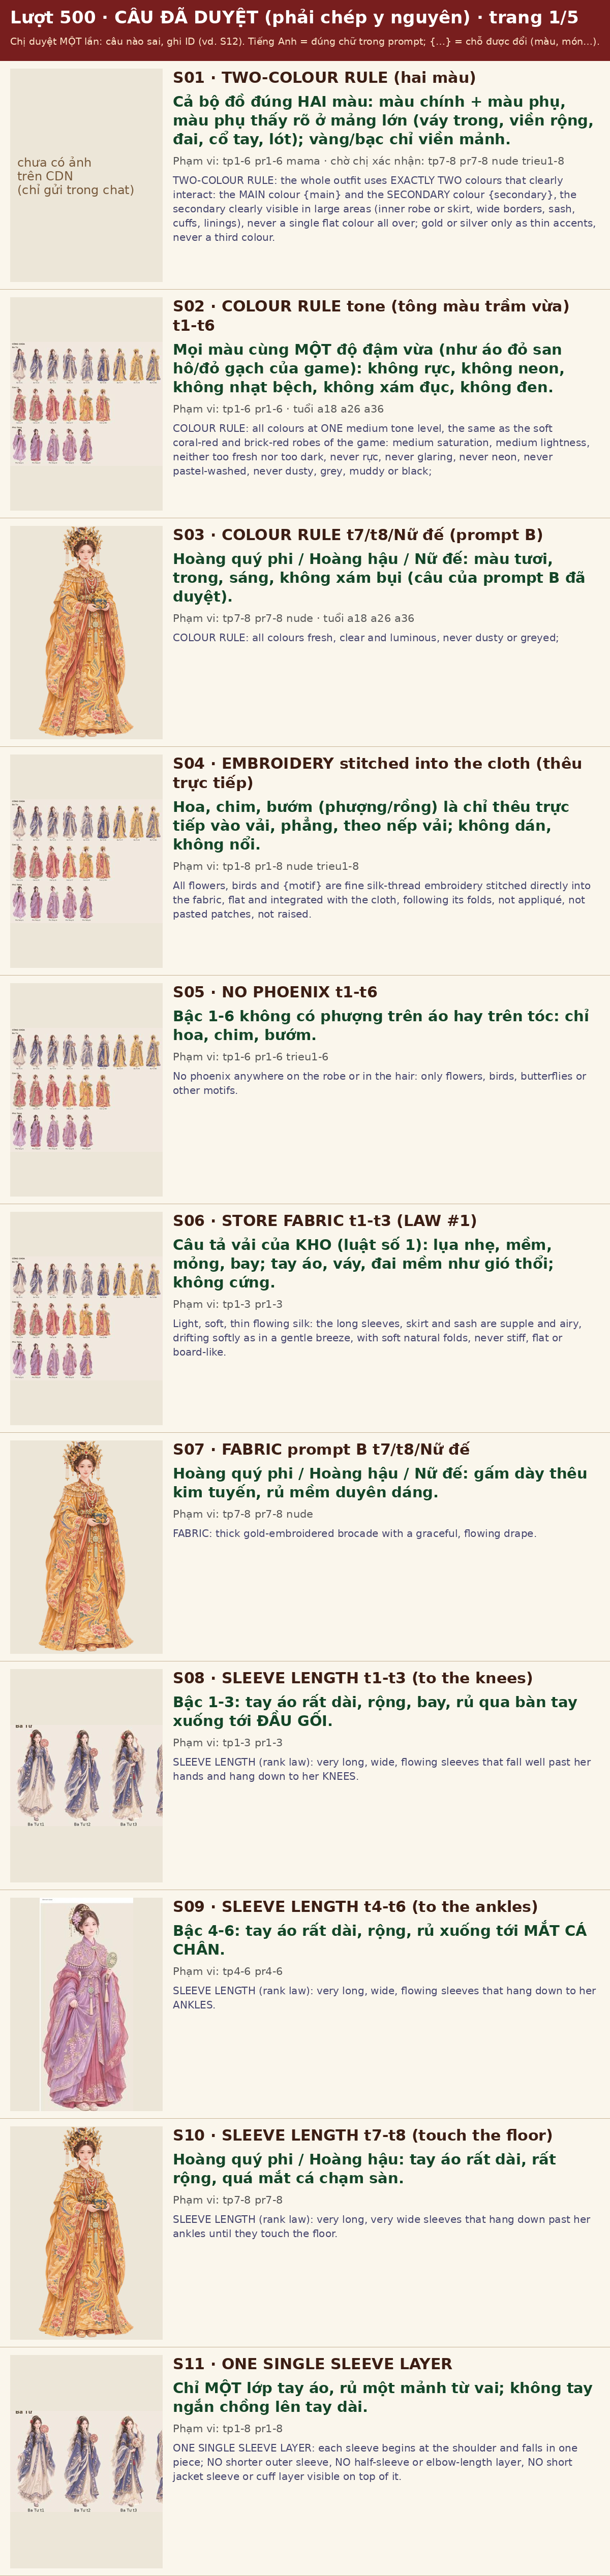 Lượt 500 · CÂU ĐÃ DUYỆT (phải chép y nguyên) · trang 1/5
Chị duyệt MỘT lần: câu nào sai, ghi ID (vd. S12). Tiếng Anh = đúng chữ trong prompt; {...} = chỗ được đổi (màu, món...).
chưa có ảnh
trên CDN
(chỉ gửi trong chat)
S01 · TWO-COLOUR RULE (hai màu)
Cả bộ đồ đúng HAI màu: màu chính + màu phụ,
màu phụ thấy rõ ở mảng lớn (váy trong, viền rộng,
đai, cổ tay, lót); vàng/bạc chỉ viền mảnh.
Phạm vi: tp1-6 pr1-6 mama · chờ chị xác nhận: tp7-8 pr7-8 nude trieu1-8
TWO-COLOUR RULE: the whole outfit uses EXACTLY TWO colours that clearly
interact: the MAIN colour {main} and the SECONDARY colour {secondary}, the
secondary clearly visible in large areas (inner robe or skirt, wide borders, sash,
cuffs, linings), never a single flat colour all over; gold or silver only as thin accents,
never a third colour.
S02 · COLOUR RULE tone (tông màu trầm vừa)
t1-t6
Mọi màu cùng MỘT độ đậm vừa (như áo đỏ san
hô/đỏ gạch của game): không rực, không neon,
không nhạt bệch, không xám đục, không đen.
Phạm vi: tp1-6 pr1-6 · tuổi a18 a26 a36
COLOUR RULE: all colours at ONE medium tone level, the same as the soft
coral-red and brick-red robes of the game: medium saturation, medium lightness,
neither too fresh nor too dark, never rực, never glaring, never neon, never
pastel-washed, never dusty, grey, muddy or black;
S03 · COLOUR RULE t7/t8/Nữ đế (prompt B)
Hoàng quý phi / Hoàng hậu / Nữ đế: màu tươi,
trong, sáng, không xám bụi (câu của prompt B đã
duyệt).
Phạm vi: tp7-8 pr7-8 nude · tuổi a18 a26 a36
COLOUR RULE: all colours fresh, clear and luminous, never dusty or greyed;
S04 · EMBROIDERY stitched into the cloth (thêu
trực tiếp)
Hoa, chim, bướm (phượng/rồng) là chỉ thêu trực
tiếp vào vải, phẳng, theo nếp vải; không dán,
không nổi.
Phạm vi: tp1-8 pr1-8 nude trieu1-8
All flowers, birds and {motif} are fine silk-thread embroidery stitched directly into
the fabric, flat and integrated with the cloth, following its folds, not appliqué, not
pasted patches, not raised.
S05 · NO PHOENIX t1-t6
Bậc 1-6 không có phượng trên áo hay trên tóc: chỉ
hoa, chim, bướm.
Phạm vi: tp1-6 pr1-6 trieu1-6
No phoenix anywhere on the robe or in the hair: only flowers, birds, butterflies or
other motifs.
S06 · STORE FABRIC t1-t3 (LAW #1)
Câu tả vải của KHO (luật số 1): lụa nhẹ, mềm,
mỏng, bay; tay áo, váy, đai mềm như gió thổi;
không cứng.
Phạm vi: tp1-3 pr1-3
Light, soft, thin flowing silk: the long sleeves, skirt and sash are supple and airy,
drifting softly as in a gentle breeze, with soft natural folds, never stiff, flat or
board-like.
S07 · FABRIC prompt B t7/t8/Nữ đế
Hoàng quý phi / Hoàng hậu / Nữ đế: gấm dày thêu
kim tuyến, rủ mềm duyên dáng.
Phạm vi: tp7-8 pr7-8 nude
FABRIC: thick gold-embroidered brocade with a graceful, flowing drape.
S08 · SLEEVE LENGTH t1-t3 (to the knees)
Bậc 1-3: tay áo rất dài, rộng, bay, rủ qua bàn tay
xuống tới ĐẦU GỐI.
Phạm vi: tp1-3 pr1-3
SLEEVE LENGTH (rank law): very long, wide, flowing sleeves that fall well past her
hands and hang down to her KNEES.
Ba Tư t1
Ba Tư t2
Ba Tư t3
S09 · SLEEVE LENGTH t4-t6 (to the ankles)
Bậc 4-6: tay áo rất dài, rộng, rủ xuống tới MẮT CÁ
CHÂN.
Phạm vi: tp4-6 pr4-6
SLEEVE LENGTH (rank law): very long, wide, flowing sleeves that hang down to her
ANKLES.
S10 · SLEEVE LENGTH t7-t8 (touch the floor)
Hoàng quý phi / Hoàng hậu: tay áo rất dài, rất
rộng, quá mắt cá chạm sàn.
Phạm vi: tp7-8 pr7-8
SLEEVE LENGTH (rank law): very long, very wide sleeves that hang down past her
ankles until they touch the floor.
S11 · ONE SINGLE SLEEVE LAYER
Chỉ MỘT lớp tay áo, rủ một mảnh từ vai; không tay
ngắn chồng lên tay dài.
Phạm vi: tp1-8 pr1-8
ONE SINGLE SLEEVE LAYER: each sleeve begins at the shoulder and falls in one
piece; NO shorter outer sleeve, NO half-sleeve or elbow-length layer, NO short
jacket sleeve or cuff layer visible on top of it.
Ba Tư t1
Ba Tư t2
Ba Tư t3